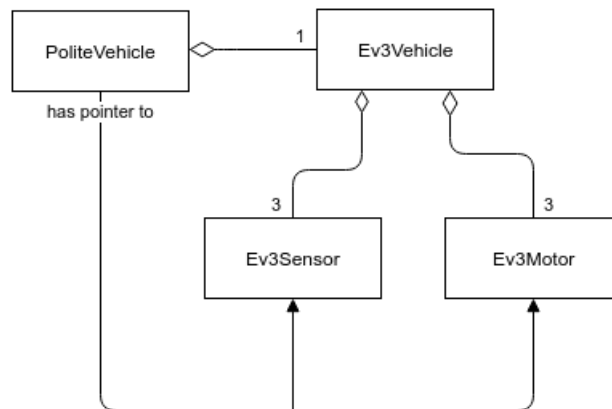 PoliteVehicle
1
Ev3Vehicle
has pointer to
3
3
Ev3Sensor
Ev3Motor